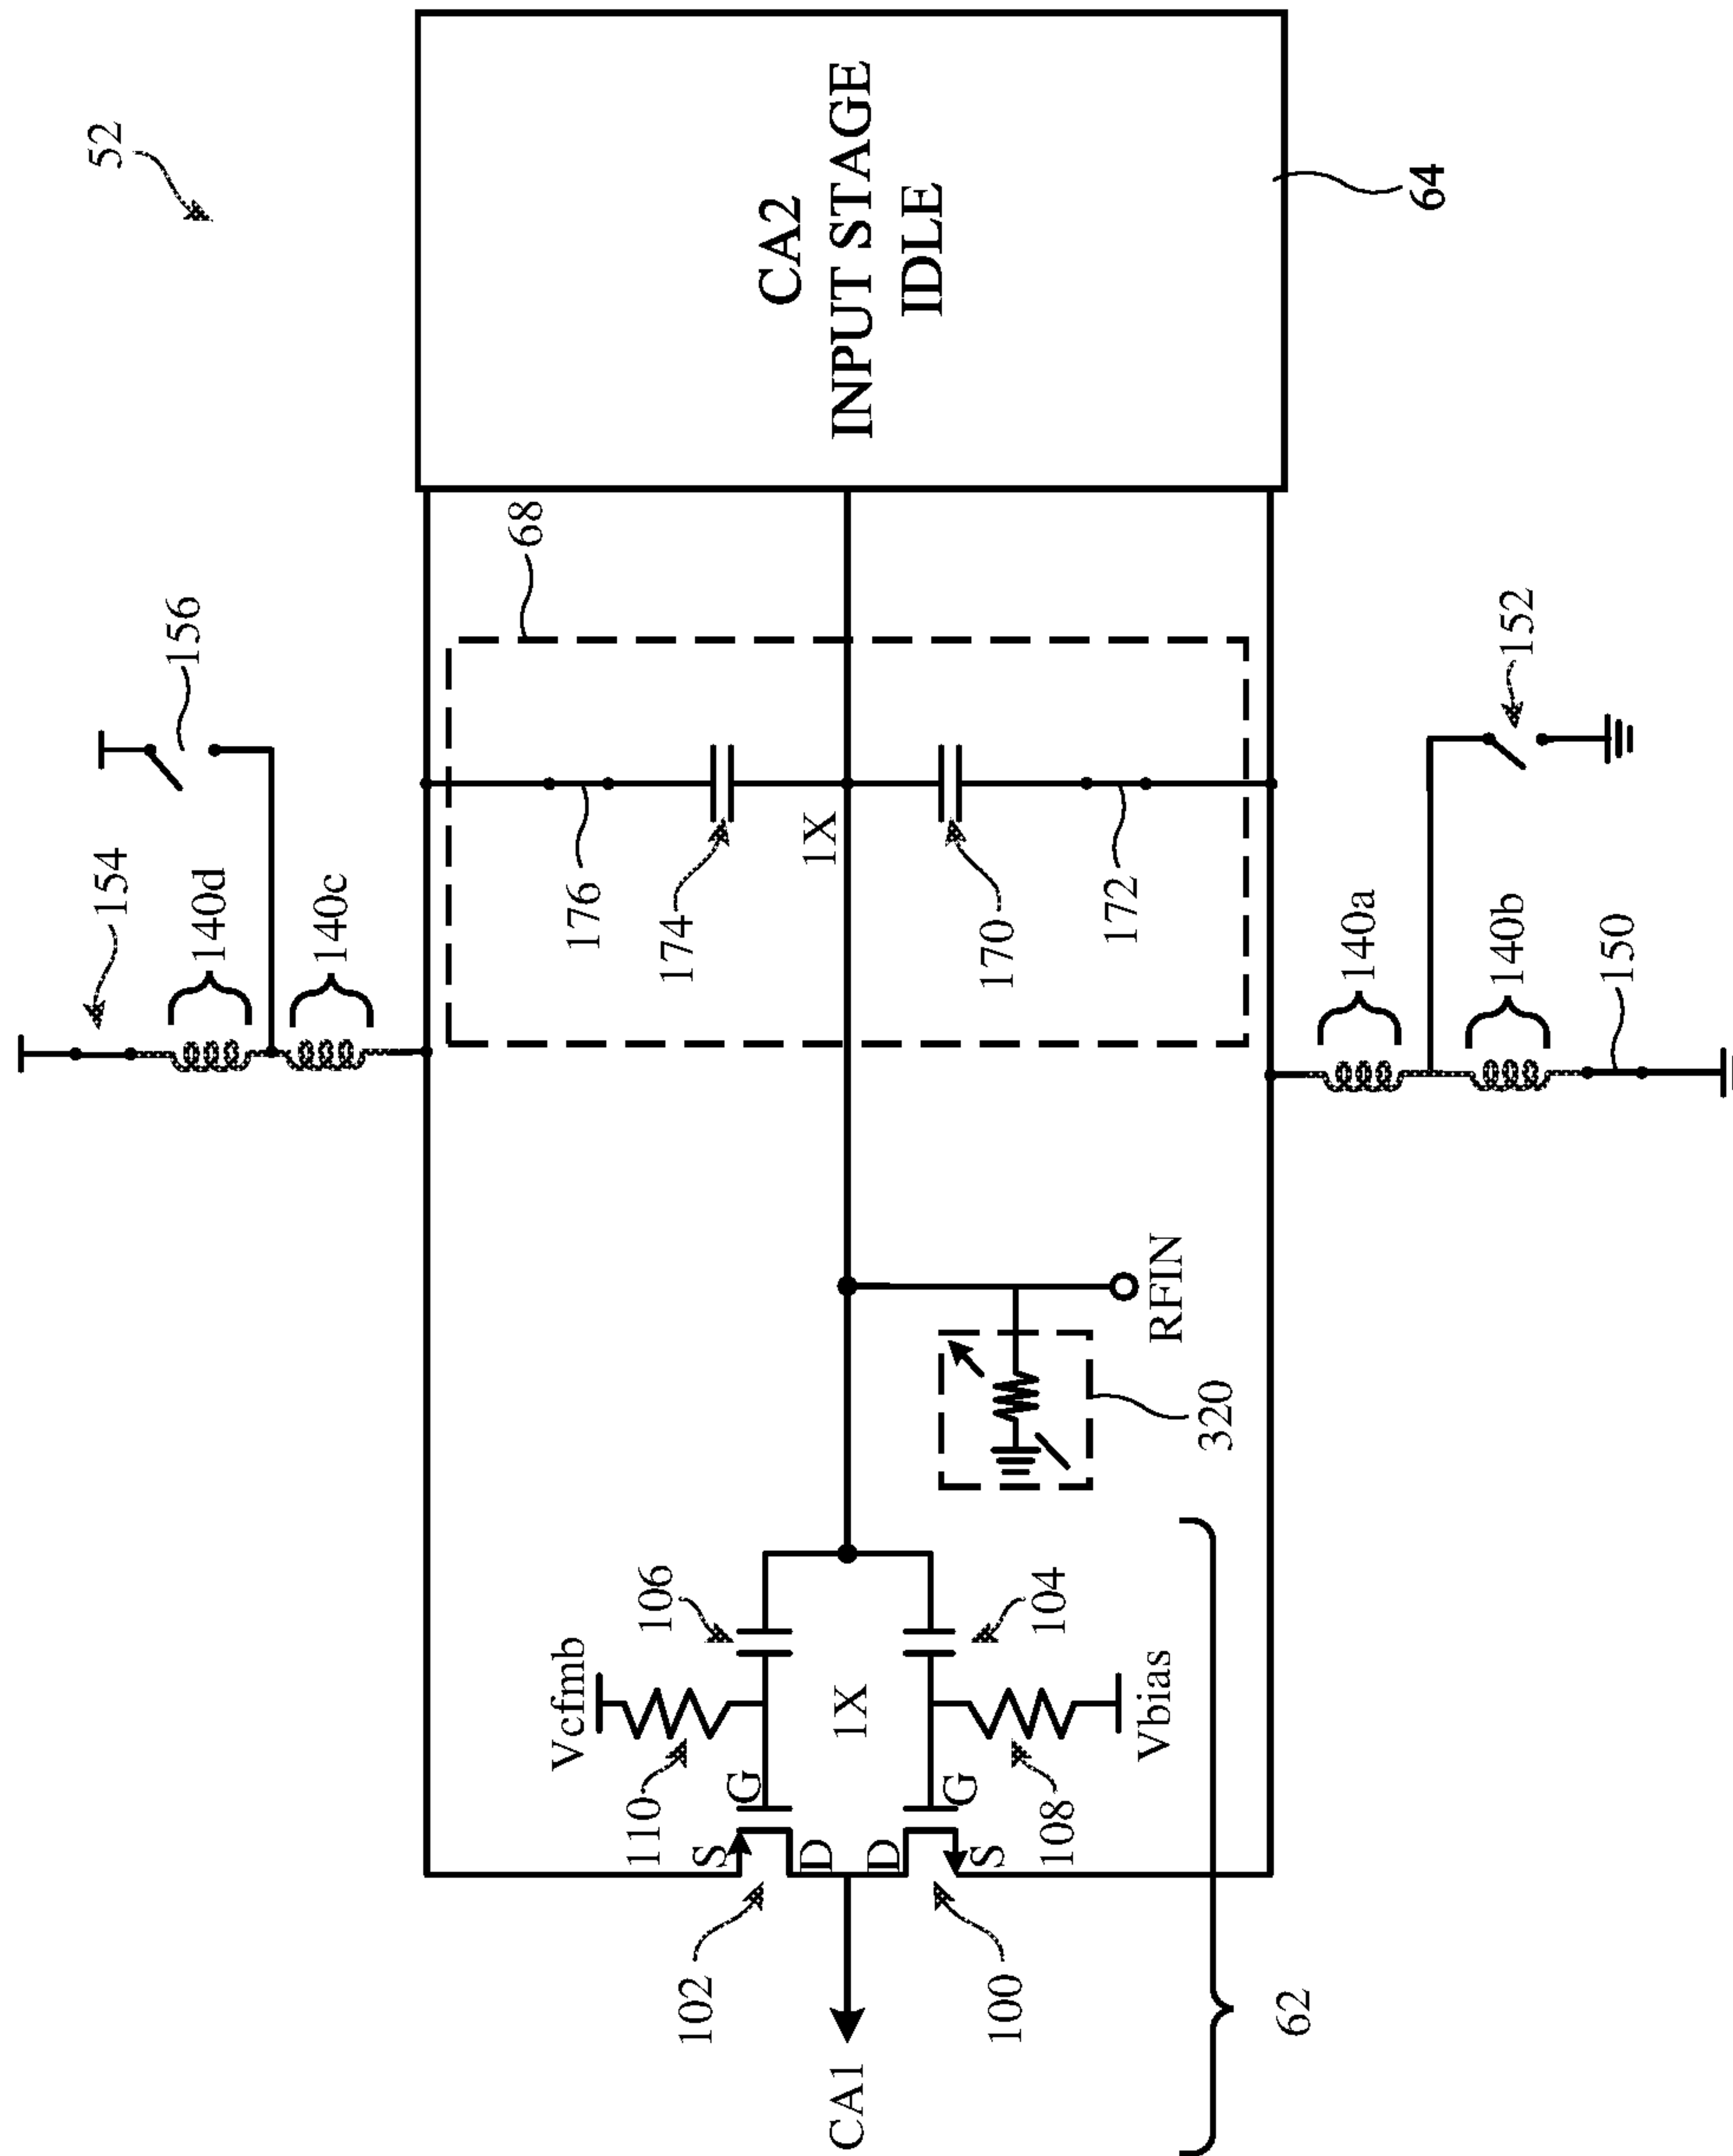 52
CA2
INPUT STAGE
IDLE
64
68
156
152
154
140d
140c
176
174
1X
170
172
140a
140b
150
RFIN
320
106
104
Vcfmb
1X
Vbias
110
G
G
108
S
D
D
S
102
100
CA1
62